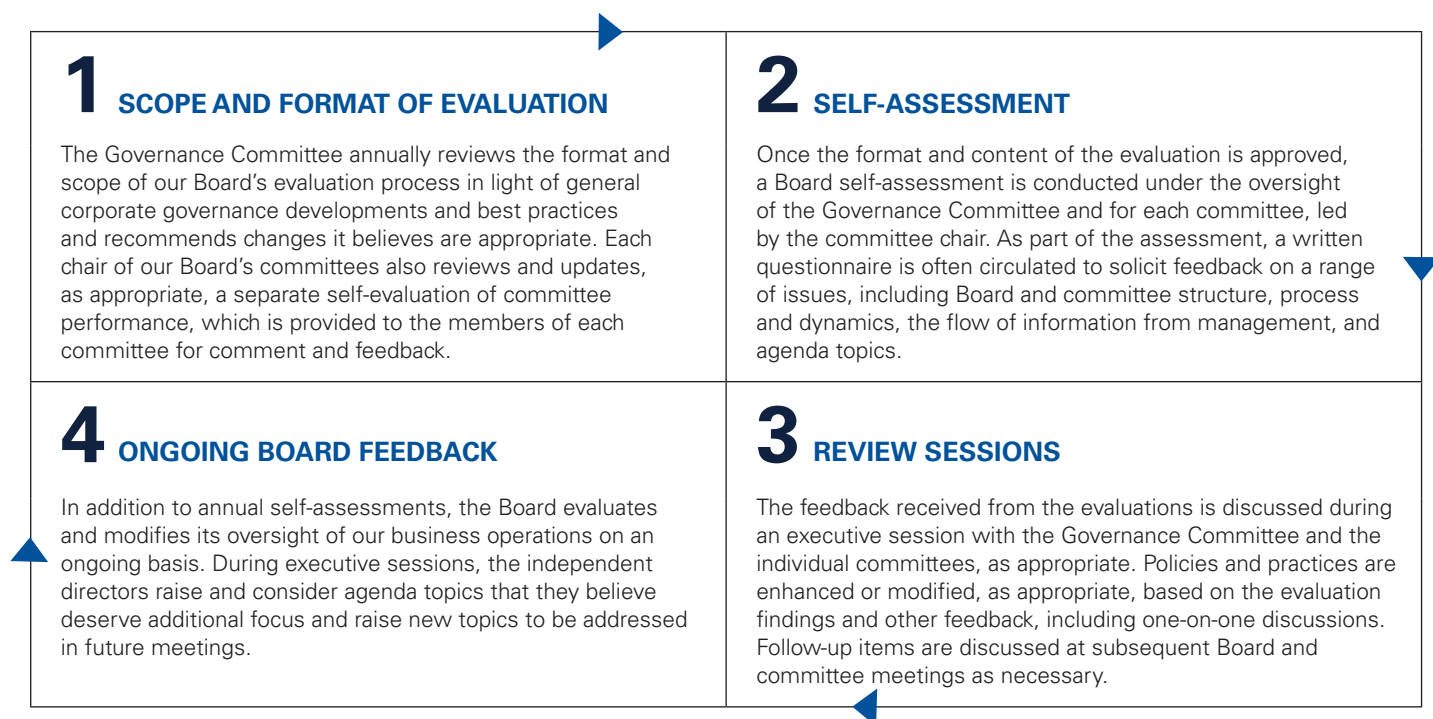 1 SCOPE AND FORMAT OF EVALUATION
The Governance Committee annually reviews the format and
scope of our Board’s evaluation process in light of general
corporate governance developments and best practices
and recommends changes it believes are appropriate. Each
chair of our Board’s committees also reviews and updates,
as appropriate, a separate self-evaluation of committee
performance, which is provided to the members of each
committee for comment and feedback.
2 SELF-ASSESSMENT
Once the format and content of the evaluation is approved,
a Board self-assessment is conducted under the oversight
of the Governance Committee and for each committee, led
by the committee chair. As part of the assessment, a written
questionnaire is often circulated to solicit feedback on a range
of issues, including Board and committee structure, process
and dynamics, the flow of information from management, and
agenda topics.
3 REVIEW SESSIONS
The feedback received from the evaluations is discussed during
an executive session with the Governance Committee and the
individual committees, as appropriate. Policies and practices are
enhanced or modified, as appropriate, based on the evaluation
findings and other feedback, including one-on-one discussions.
Follow-up items are discussed at subsequent Board and
committee meetings as necessary.
4 ONGOING BOARD FEEDBACK
In addition to annual self-assessments, the Board evaluates
and modifies its oversight of our business operations on an
ongoing basis. During executive sessions, the independent
directors raise and consider agenda topics that they believe
deserve additional focus and raise new topics to be addressed
in future meetings.